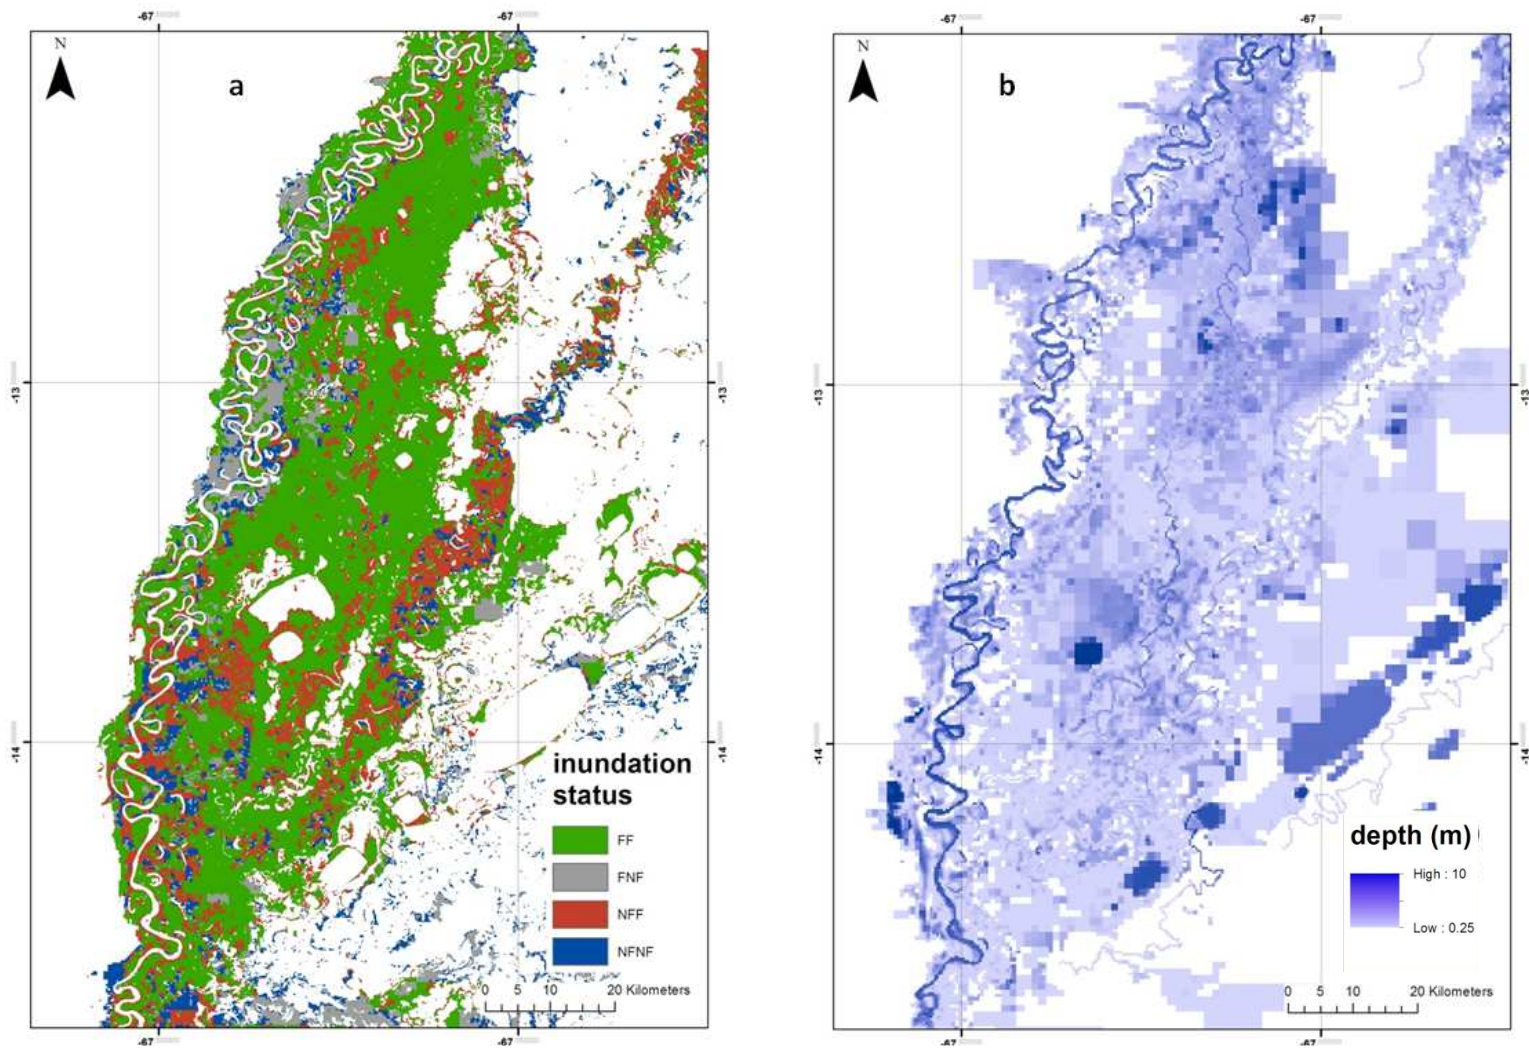 -67
-67
-67
-67
N
a
N
b
-13
-13
-13
-13
inundation
status
FF
FNF
NFF
NFNF
-14
-14
-14
-14
depth (m)
High : 10
Low : 0.25
0 5 10 20 Kilometers
0 5 10 20 Kilometers
-67
-67
-67
-67